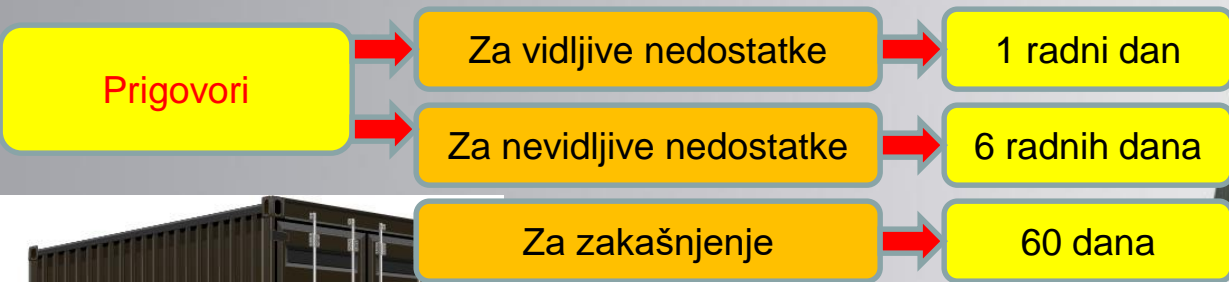 Prigovori
Za vidljive nedostatke
1 radni dan
Za nevidljive nedostatke
6 radnih dana
Za zakašnjenje
60 dana